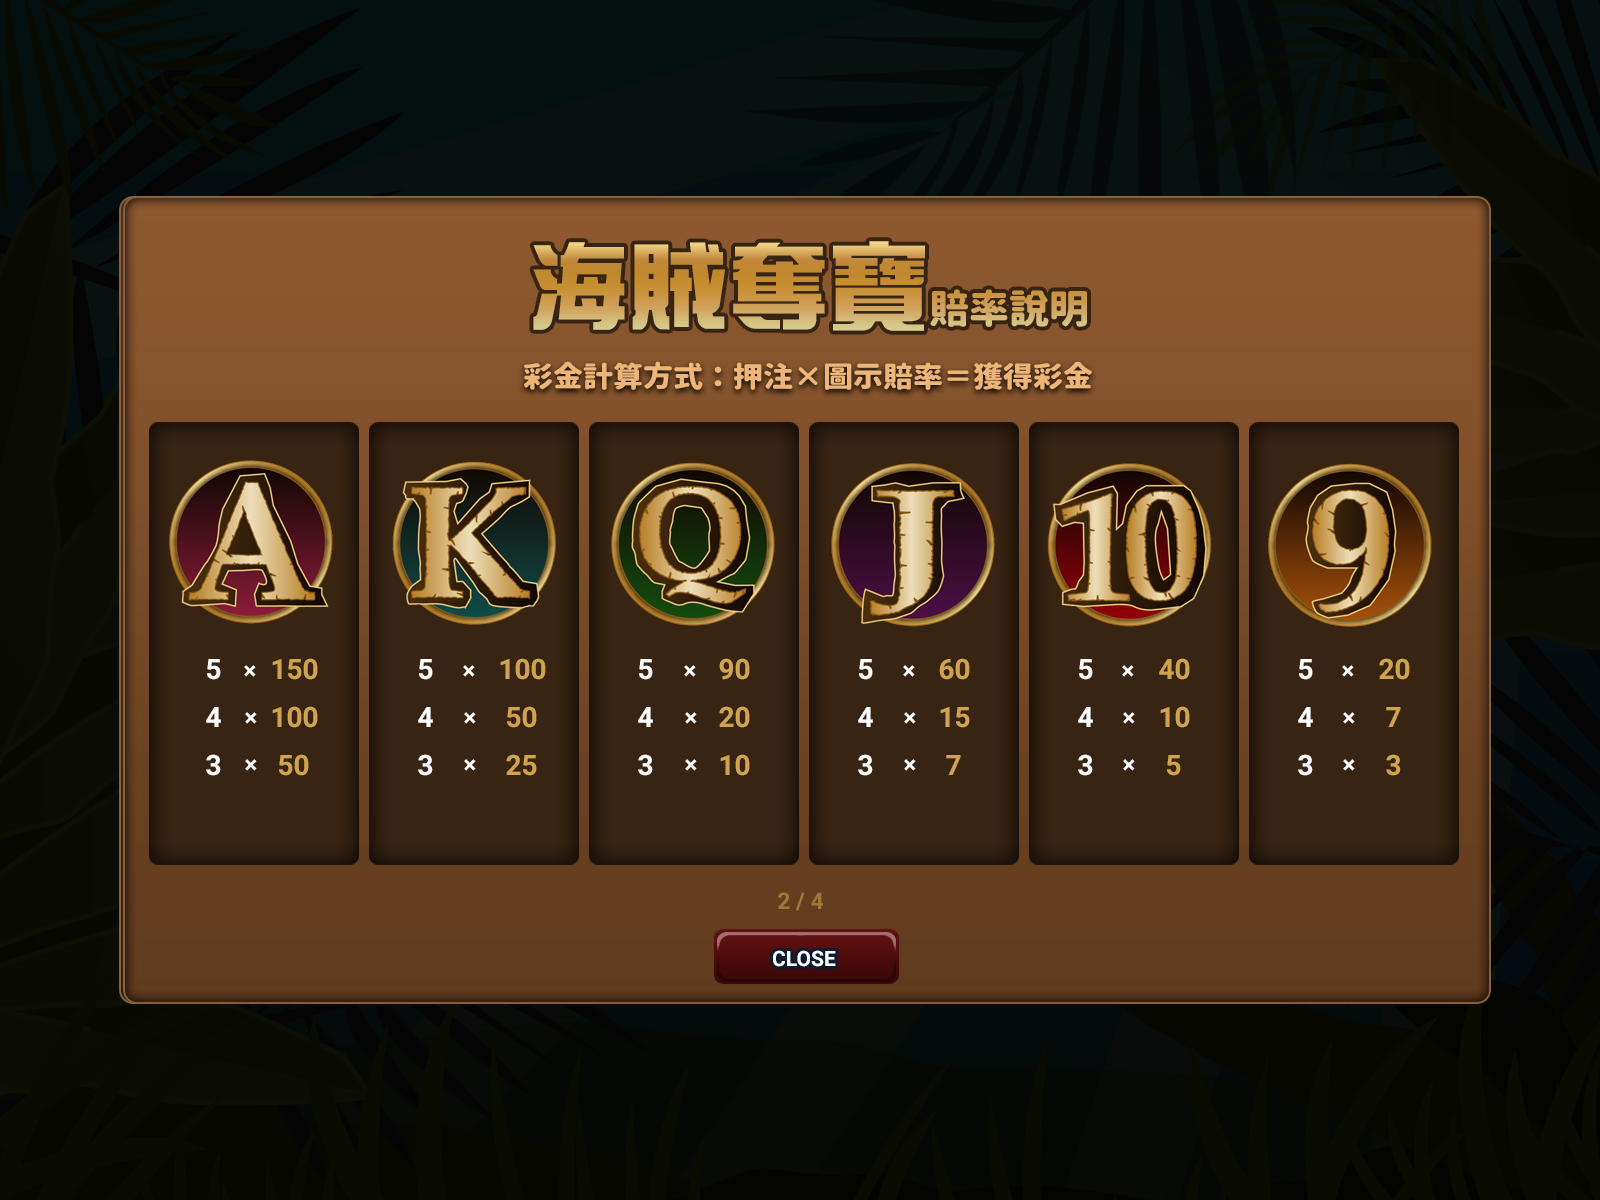 海賊奪寶賠率說明
彩金計算方式：押注×圖示賠率＝獲得彩金
A K Q J 10 9
5 × 150 5 × 100 5 × 90 5 × 60 5 × 40 5 × 20
4 × 100 4 × 50 4 × 20 4 × 15 4 × 10 4 × 7
3 × 50 3 × 25 3 × 10 3 × 7 3 × 5 3 × 3
2 / 4
CLOSE